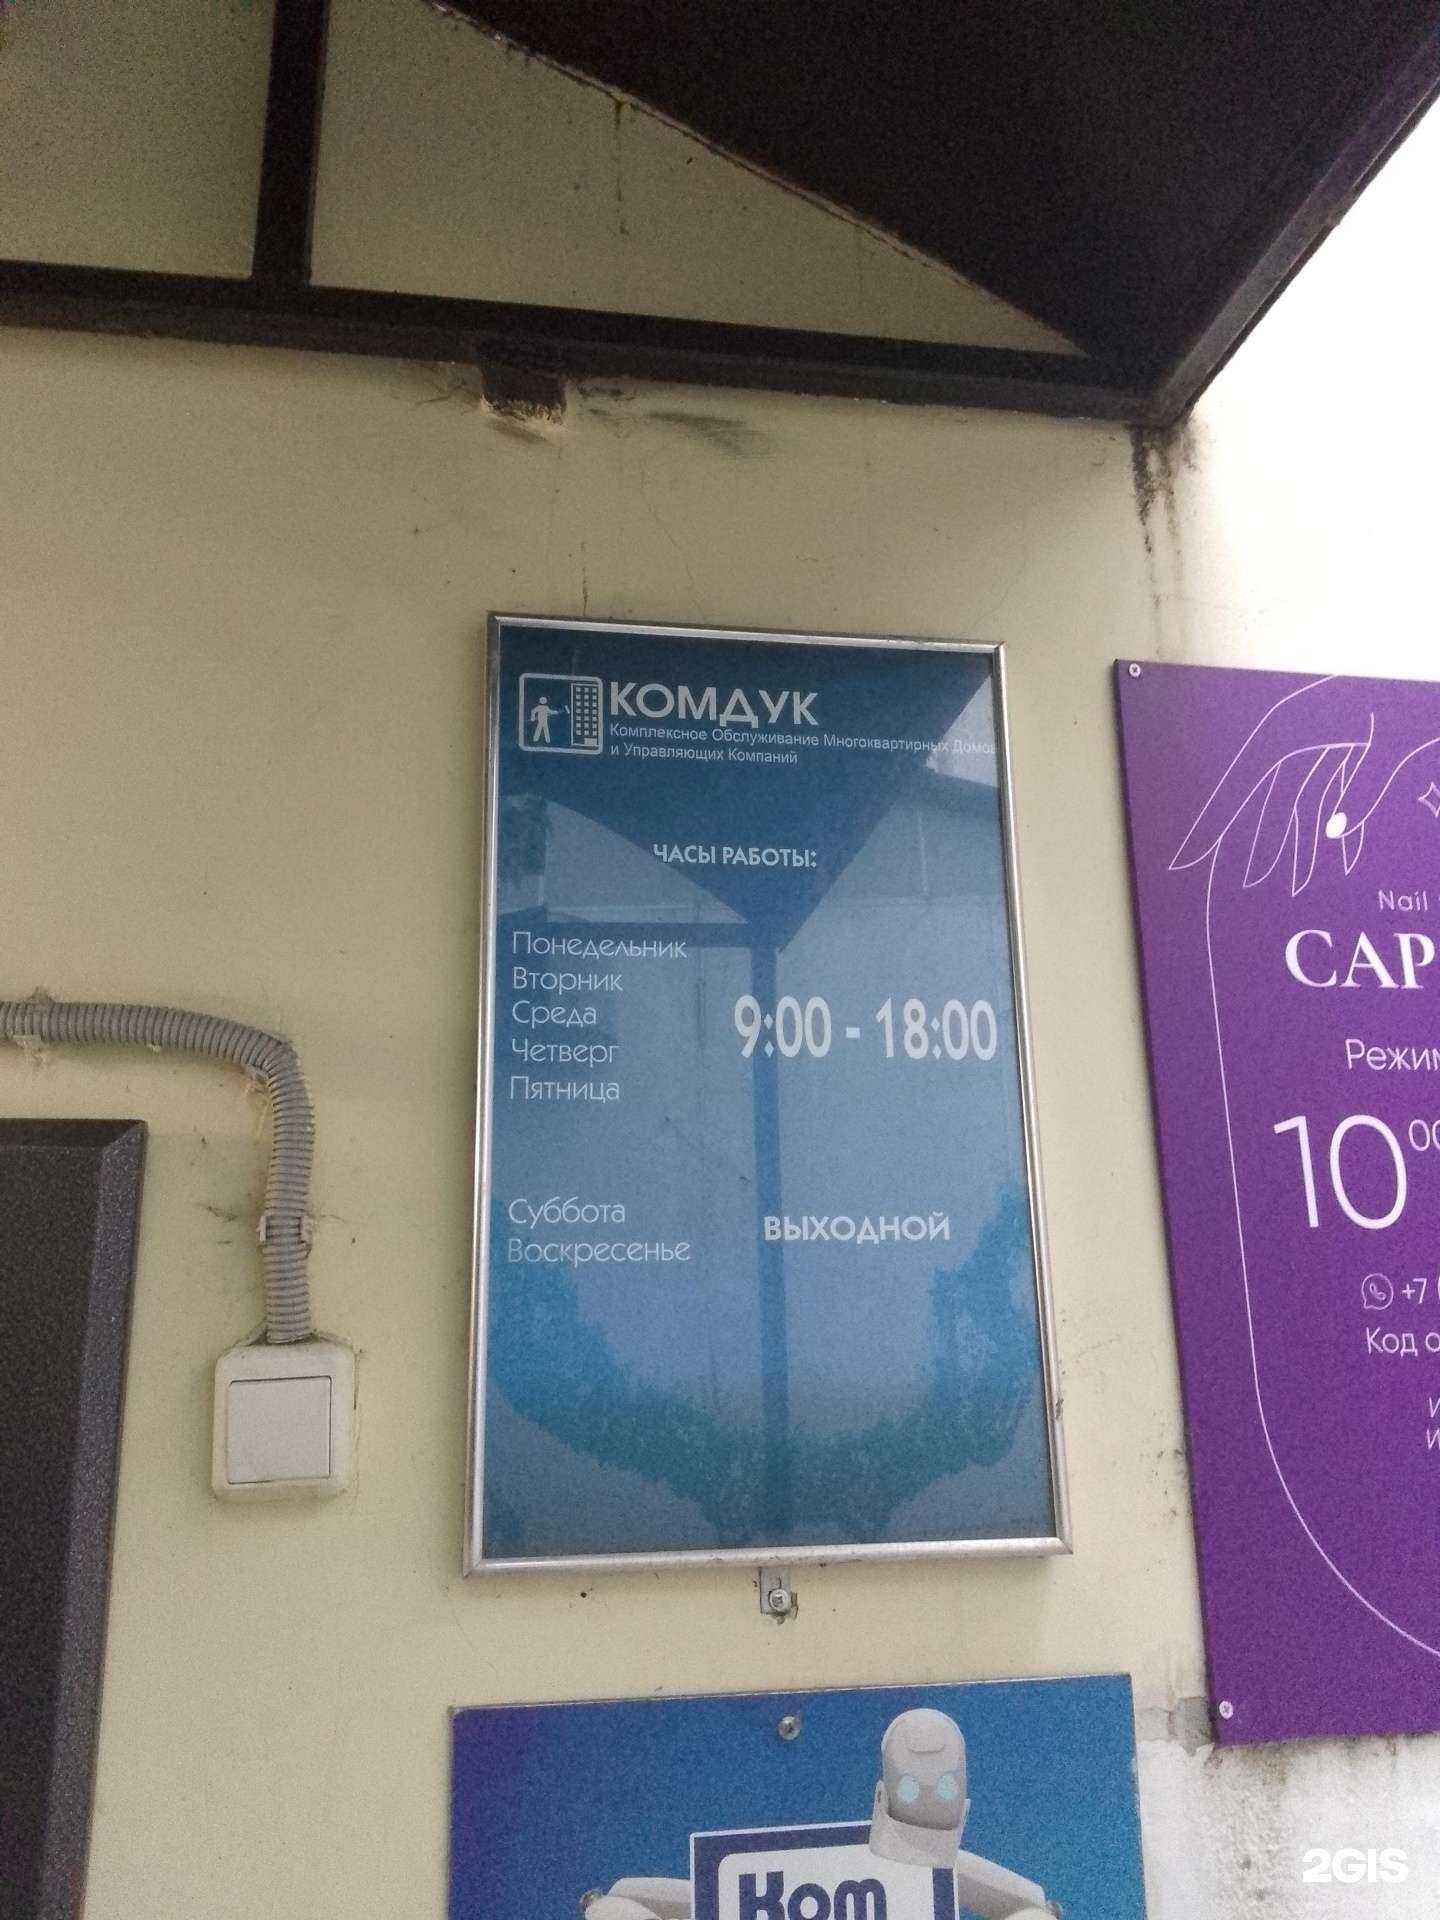 КОМДУК
Комплексное Обслуживание Многоквартирных Домов
и Управляющих Компаний
ЧАСЫ РАБОТЫ:
Понедельник
Вторник
Среда
Четверг
Пятница
9:00 - 18:00
Суббота
Воскресенье
ВЫХОДНОЙ
Nail
CAP
Режим
10 00
+7
Код о
Ком
2GIS